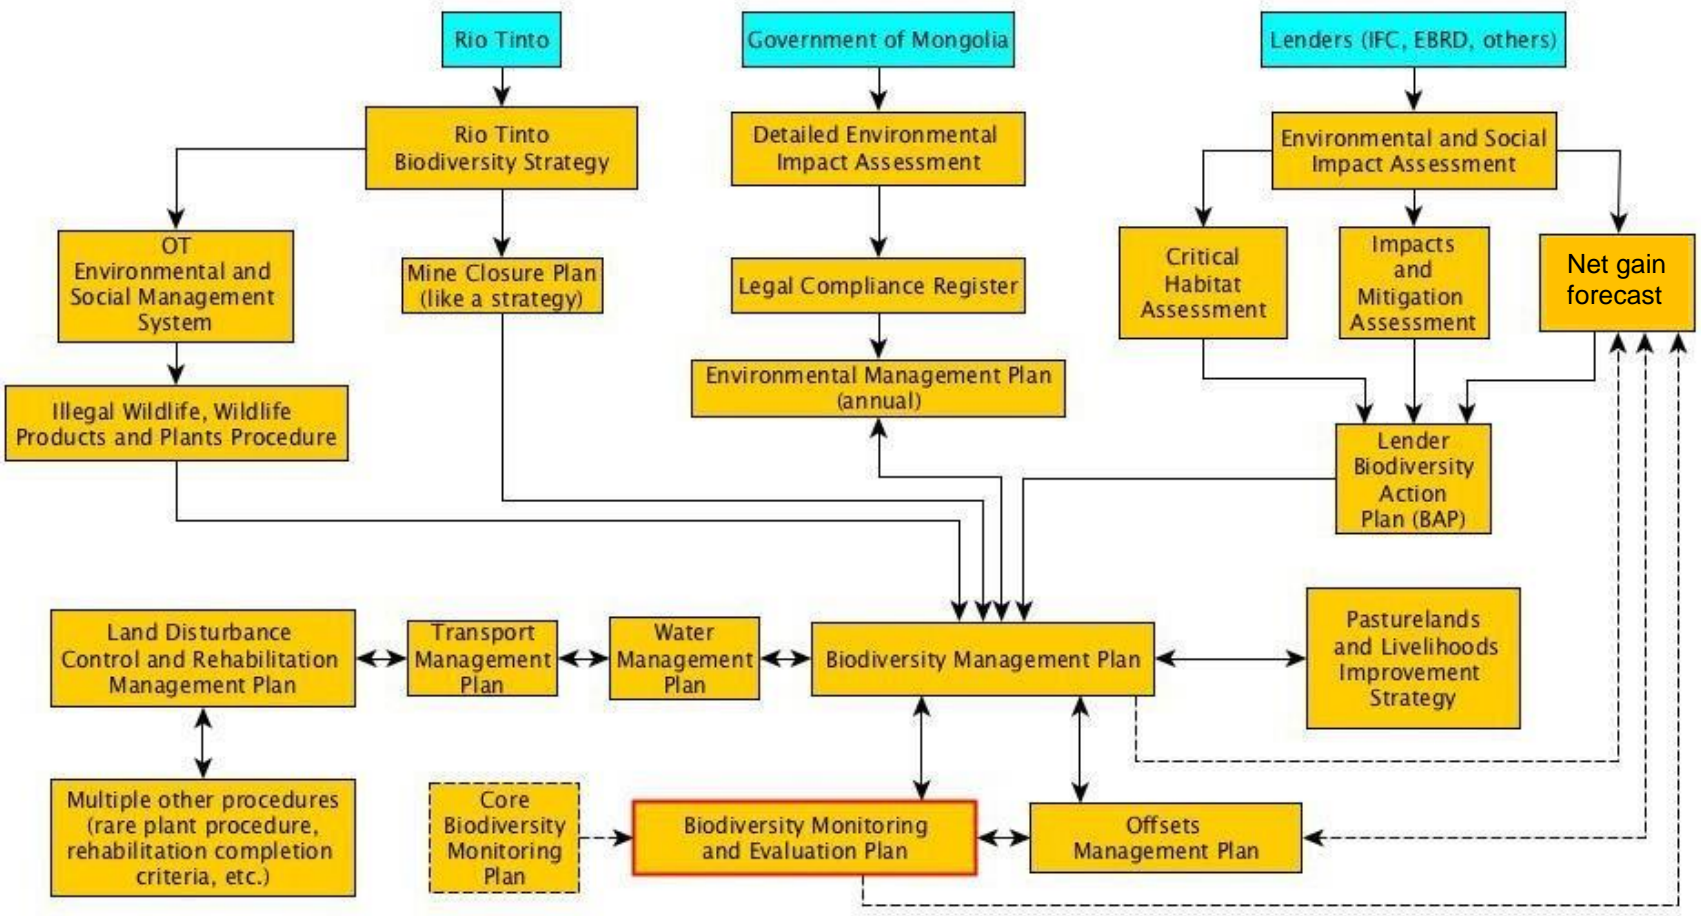 Rio Tinto
Government of Mongolia
Lenders (IFC, EBRD, others)
Rio Tinto
Biodiversity Strategy
Detailed Environmental
Impact Assessment
Environmental and Social
Impact Assessment
OT
Environmental and
Social Management
System
Mine Closure Plan
(like a strategy)
Legal Compliance Register
Critical
Habitat
Assessment
Impacts
and
Mitigation
Assessment
Net gain
forecast
Illegal Wildlife, Wildlife
Products and Plants Procedure
Environmental Management Plan
(annual)
Lender
Biodiversity
Action
Plan (BAP)
Land Disturbance
Control and Rehabilitation
Management Plan
Transport
Management
Plan
Water
Management
Plan
Biodiversity Management Plan
Pasturelands
and Livelihoods
Improvement
Strategy
Multiple other procedures
(rare plant procedure,
rehabilitation completion
criteria, etc.)
Core
Biodiversity
Monitoring
Plan
Biodiversity Monitoring
and Evaluation Plan
Offsets
Management Plan